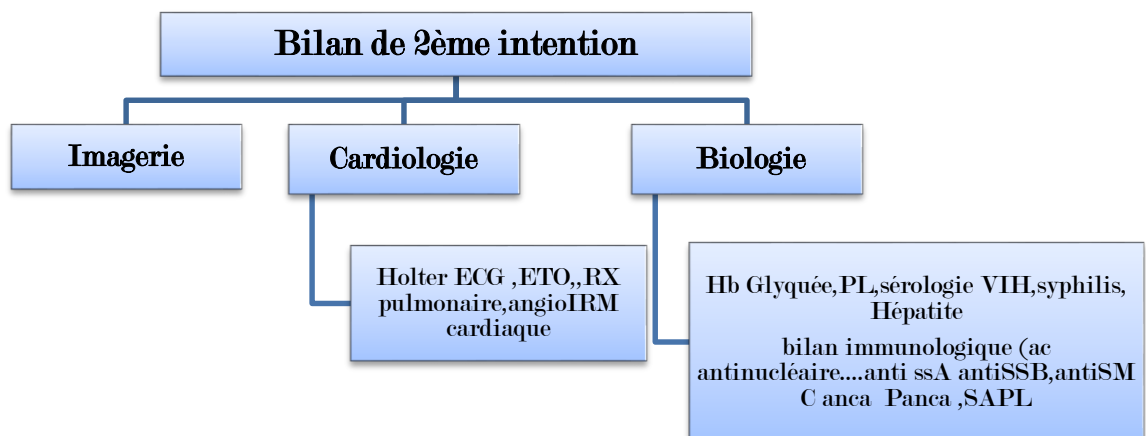 Bilan de 2ème intention
Imagerie
Cardiologie
Biologie
Holter ECG ,ETO,,RX
pulmonaire,angioIRM
cardiaque
Hb Glyquée,PL,sérologie VIH,syphilis,
Hépatite
bilan immunologique (ac
antinucléaire....anti ssA antiSSB,antiSM
C anca Panca ,SAPL